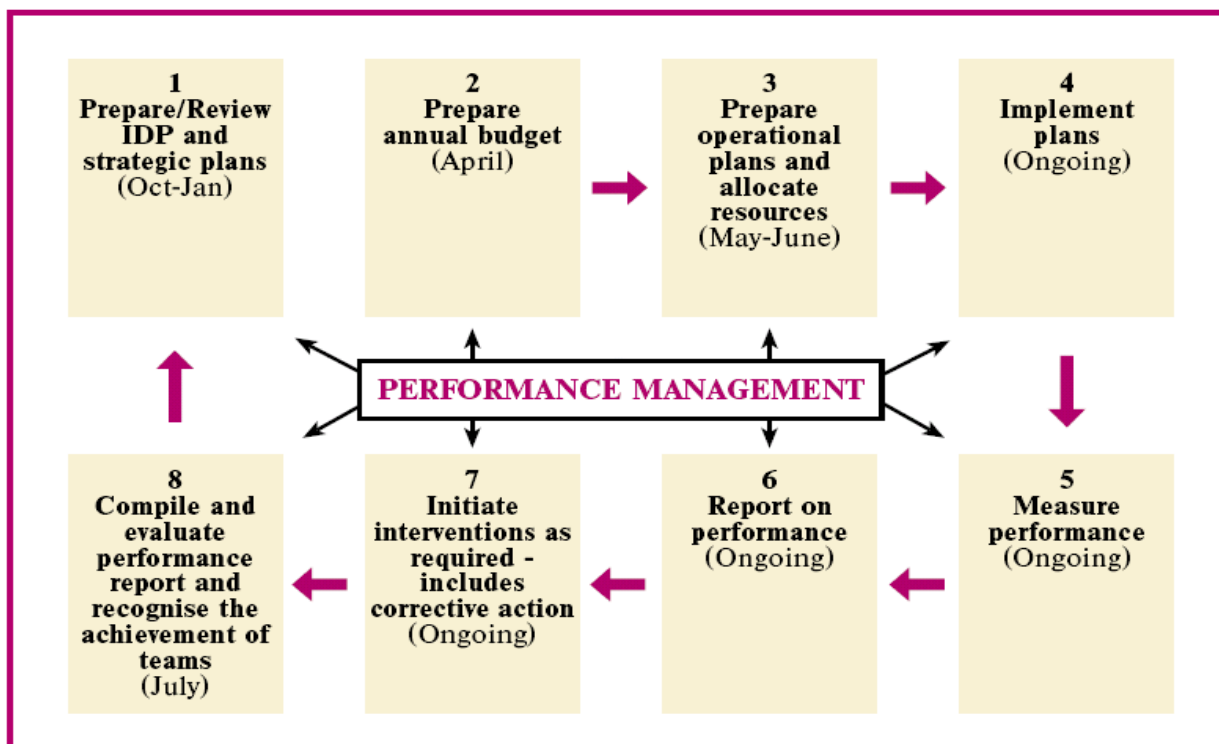 1
Prepare/Review
IDP and
strategic plans
(Oct-Jan)
2
Prepare
annual budget
(April)
3
Prepare
operational
plans and
allocate
resources
(May-June)
4
Implement
plans
(Ongoing)
PERFORMANCE MANAGEMENT
8
Compile and
evaluate
performance
report and
recognise the
achievement of
teams
(July)
7
Initiate
interventions as
required -
includes
corrective action
(Ongoing)
6
Report on
performance
(Ongoing)
5
Measure
performance
(Ongoing)